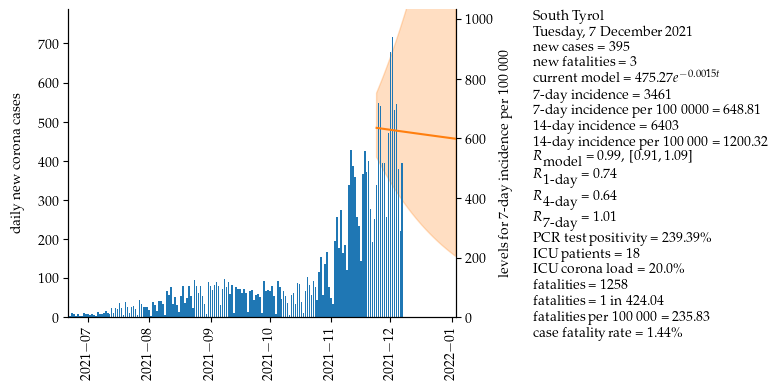 daily new corona cases
0
100
200
300
400
500
600
700
2021−07
2021−08
2021−09
2021−10
2021−11
2021−12
2022−01
0
200
400
600
800
1000
levels for 7-day incidence per 100 000
South Tyrol
Tuesday, 7 December 2021
new cases = 395
new fatalities = 3
current model = 475.27e^{−0.0015t}
7-day incidence = 3461
7-day incidence per 100 0000 = 648.81
14-day incidence = 6403
14-day incidence per 100 000 = 1200.32
R_model = 0.99, [0.91, 1.09]
R_1-day = 0.74
R_4-day = 0.64
R_7-day = 1.01
PCR test positivity = 239.39%
ICU patients = 18
ICU corona load = 20.0%
fatalities = 1258
fatalities = 1 in 424.04
fatalities per 100 000 = 235.83
case fatality rate = 1.44%